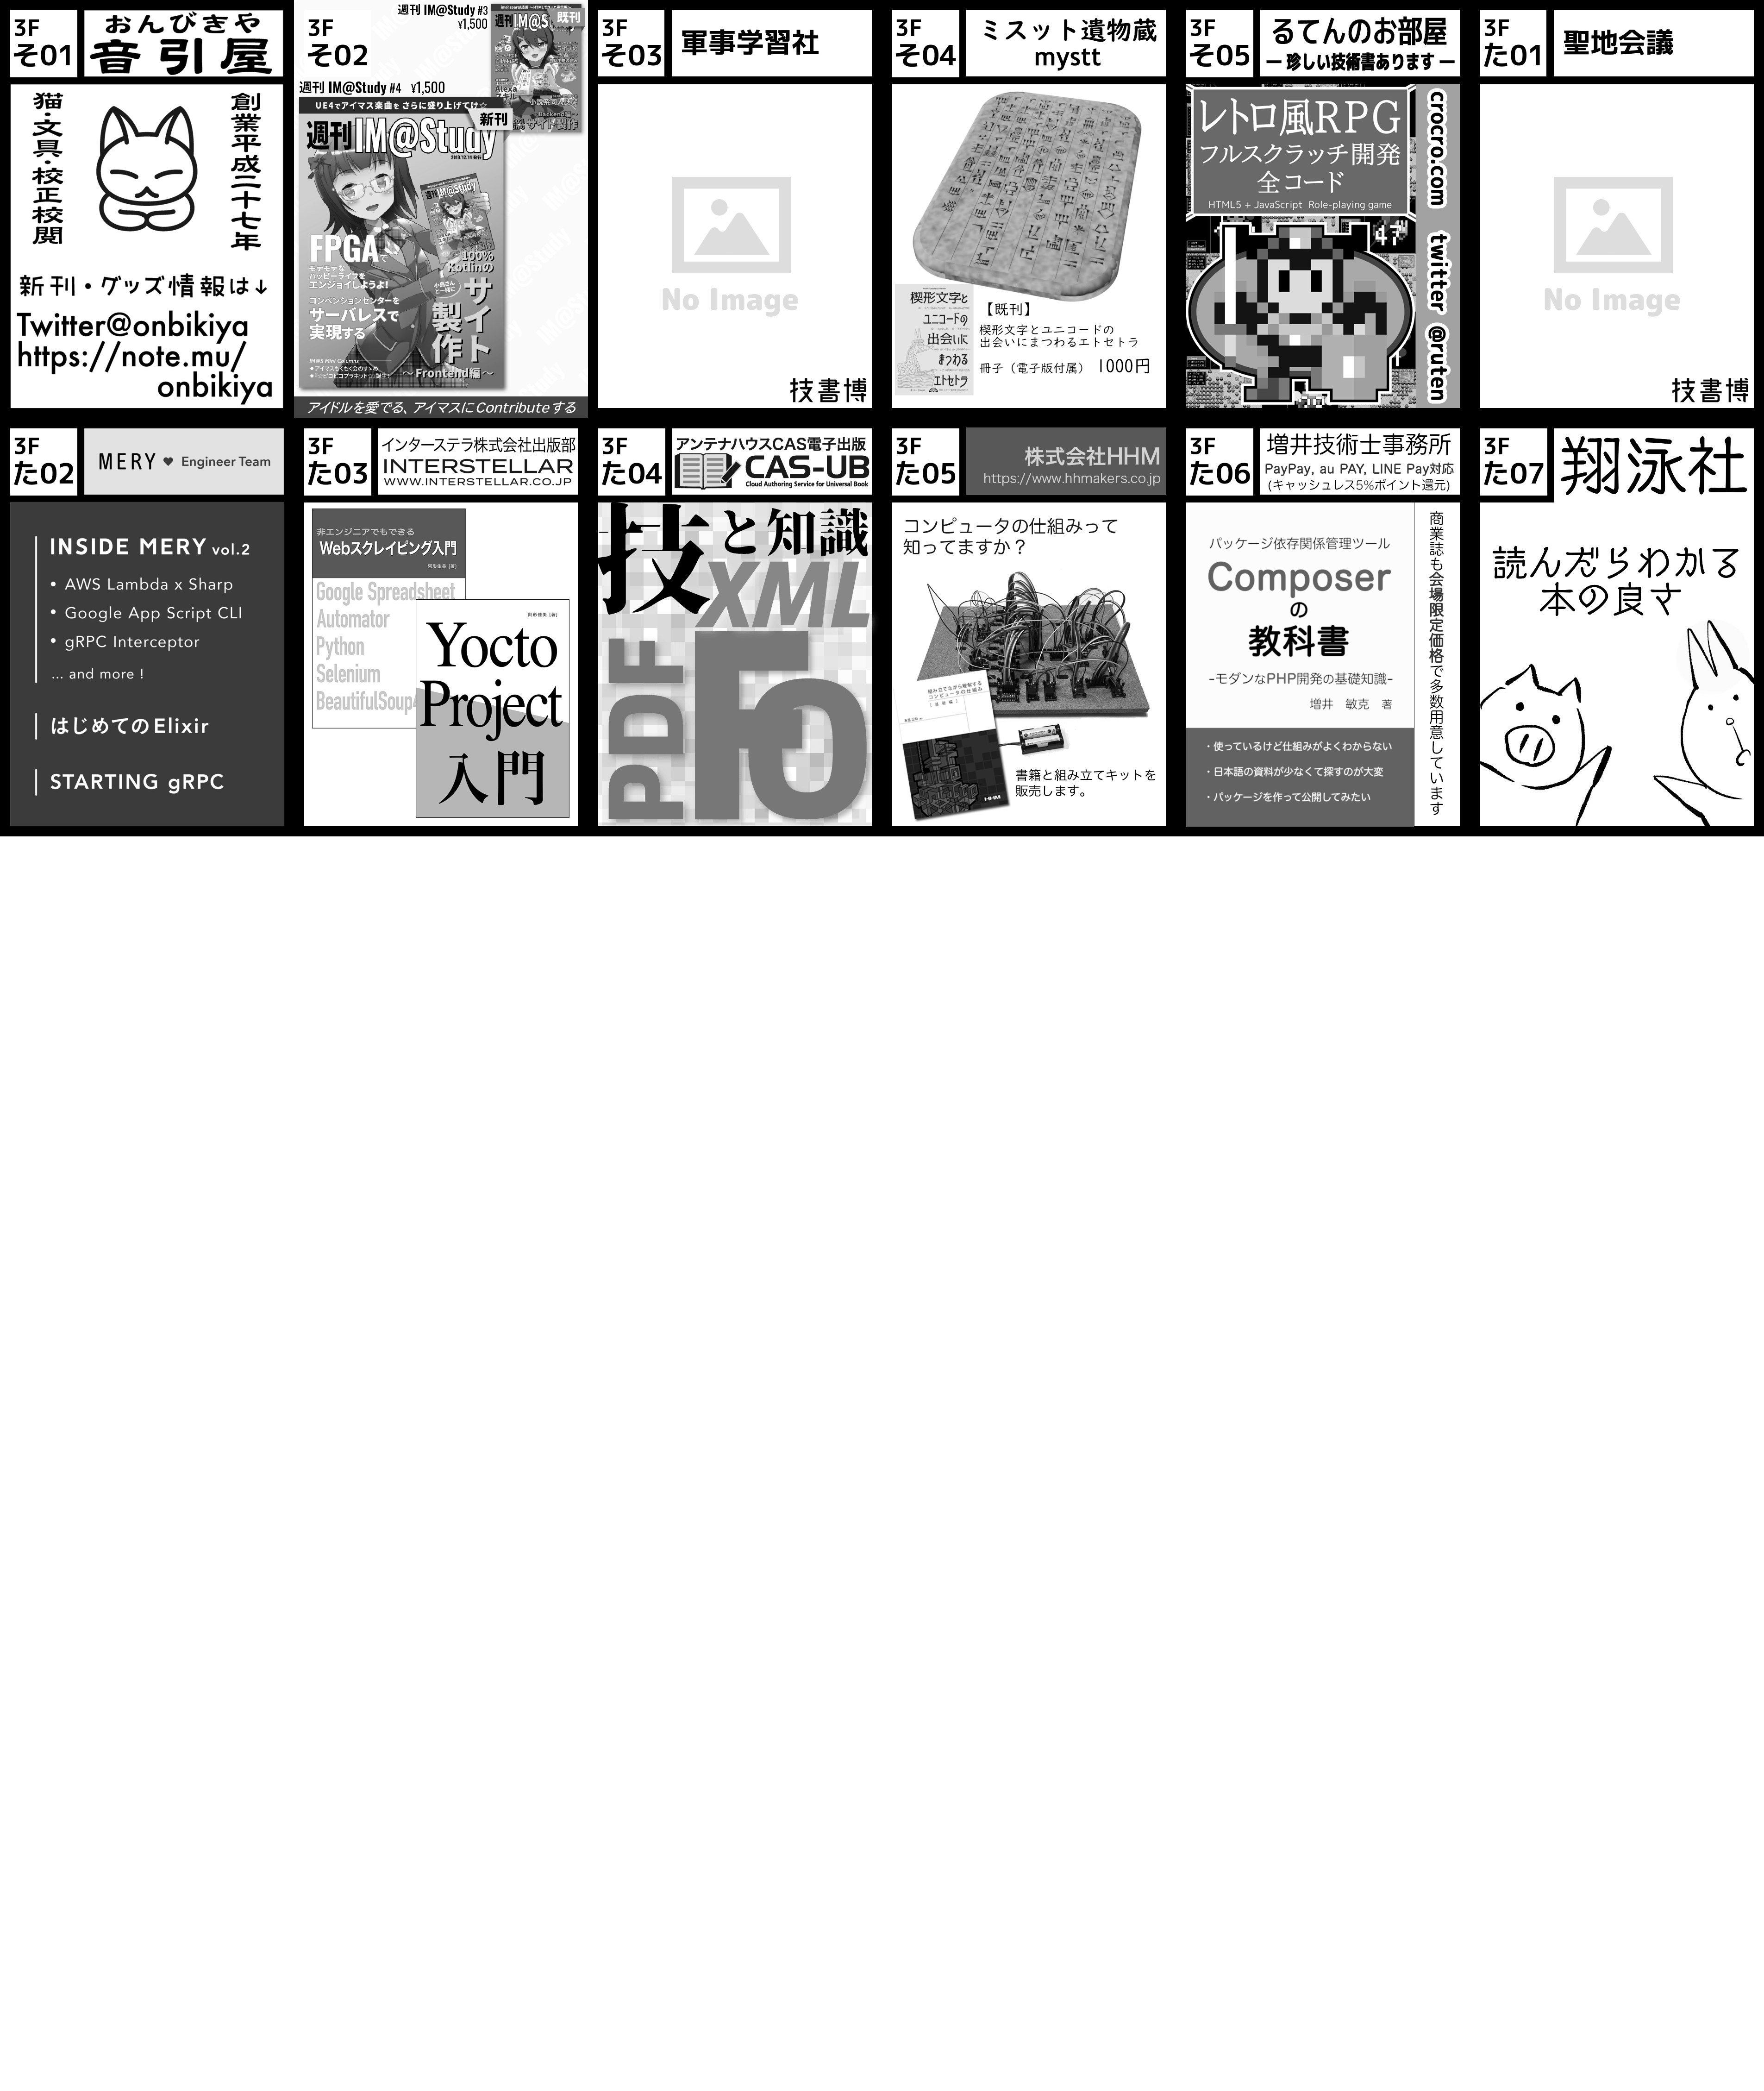 3F
そ01
おんびきや
音引屋
創業平成二十七年
猫・文具・校正校閲
新刊・グッズ情報は↓
Twitter@onbikiya
https://note.mu/
onbikiya
3F
そ02
週刊 IM@Study #3
¥1,500
既刊
週刊 IM@Study #4 ¥1,500
新刊
UE4でアイマス楽曲を さらに盛り上げてけ☆
週刊IM@Study
2019/12/14 発行
FPGAで
モテモテな
ハッピーライフを
エンジョイしようよ!
コンベンションセンターを
サーバレスで
実現する
100%
Kotlinの
サイト
製作
〜Frontend編〜
アイドルを愛でる、アイマスにContributeする
3F
そ03
軍事学習社
No Image
技書博
3F
そ04
ミスット遺物蔵
mystt
楔形文字と
ユニコードの
出会いに
まつわる
エトセトラ
【既刊】
楔形文字とユニコードの
出会いにまつわるエトセトラ
冊子（電子版付属） 1000円
3F
そ05
るてんのお部屋
― 珍しい技術書あります ―
レトロ風RPG
フルスクラッチ開発
全コード
HTML5 + JavaScript Role-playing game
crocro.com twitter @ruten
3F
た01
聖地会議
No Image
技書博
3F
た02
MERY ♥ Engineer Team
INSIDE MERY vol.2
• AWS Lambda x Sharp
• Google App Script CLI
• gRPC Interceptor
... and more !
はじめてのElixir
STARTING gRPC
3F
た03
インターステラ株式会社出版部
INTERSTELLAR
WWW.INTERSTELLAR.CO.JP
非エンジニアでもできる
Webスクレイピング入門
Google Spreadsheet
Automator
Python
Selenium
BeautifulSoup4
Yocto
Project
入門
3F
た04
アンテナハウスCAS電子出版
CAS-UB
Cloud Authoring Service for Universal Book
技と知識
XML
PDF
Fo
3F
た05
株式会社HHM
https://www.hhmakers.co.jp
コンピュータの仕組みって
知ってますか？
組み立てながら理解する
コンピュータの仕組み
[基礎編]
HHM
書籍と組み立てキットを
販売します。
3F
た06
増井技術士事務所
PayPay, au PAY, LINE Pay対応
(キャッシュレス5%ポイント還元)
パッケージ依存関係管理ツール
Composer
の
教科書
-モダンなPHP開発の基礎知識-
増井 敏克 著
・使っているけど仕組みがよくわからない
・日本語の資料が少なくて探すのが大変
・パッケージを作って公開してみたい
商業誌も会場限定価格で多数用意しています
3F
た07
翔泳社
読んだらわかる
本の良さ